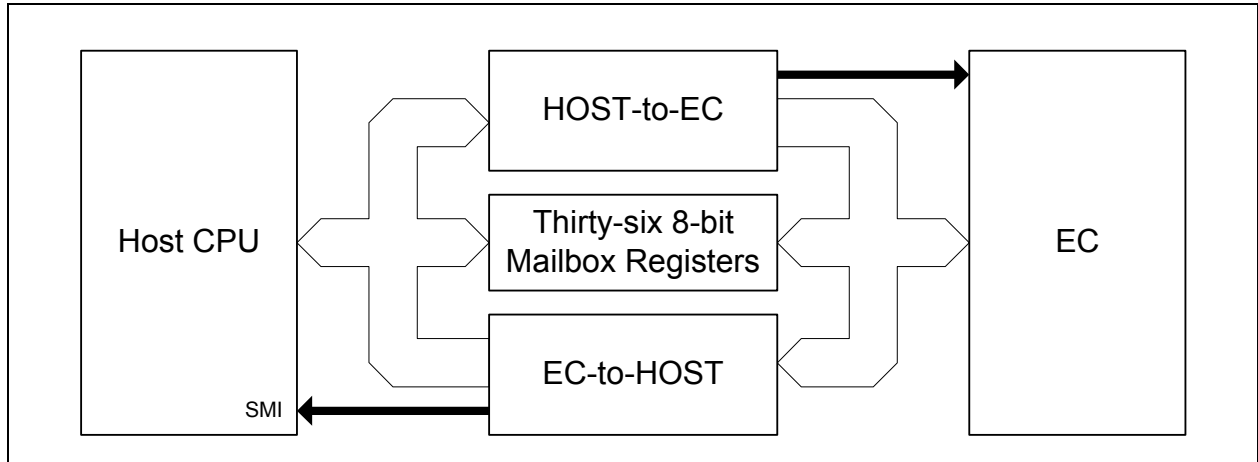 HOST-to-EC
Host CPU
Thirty-six 8-bit
Mailbox Registers
EC
EC-to-HOST
SMI